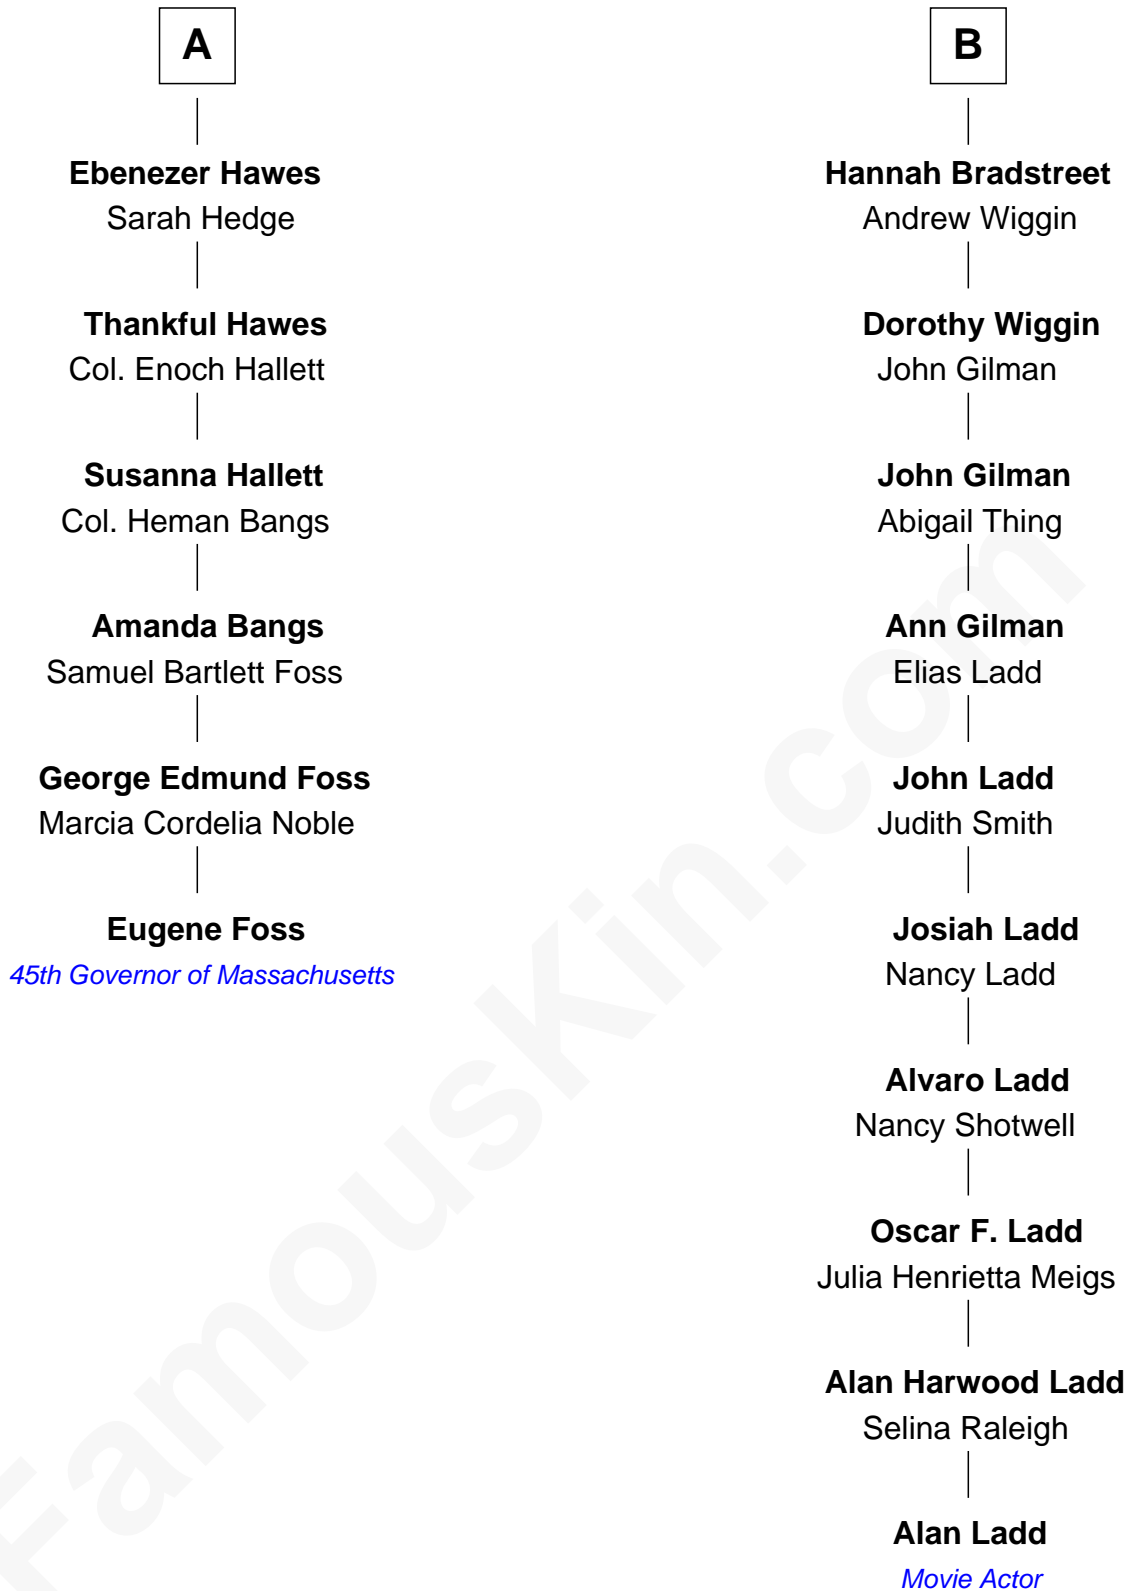 A
Ebenezer Hawes
Sarah Hedge
Thankful Hawes
Col. Enoch Hallett
Susanna Hallett
Col. Heman Bangs
Amanda Bangs
Samuel Bartlett Foss
George Edmund Foss
Marcia Cordelia Noble
Eugene Foss
45th Governor of Massachusetts
B
Hannah Bradstreet
Andrew Wiggin
Dorothy Wiggin
John Gilman
John Gilman
Abigail Thing
Ann Gilman
Elias Ladd
John Ladd
Judith Smith
Josiah Ladd
Nancy Ladd
Alvaro Ladd
Nancy Shotwell
Oscar F. Ladd
Julia Henrietta Meigs
Alan Harwood Ladd
Selina Raleigh
Alan Ladd
Movie Actor
FamousKin.com